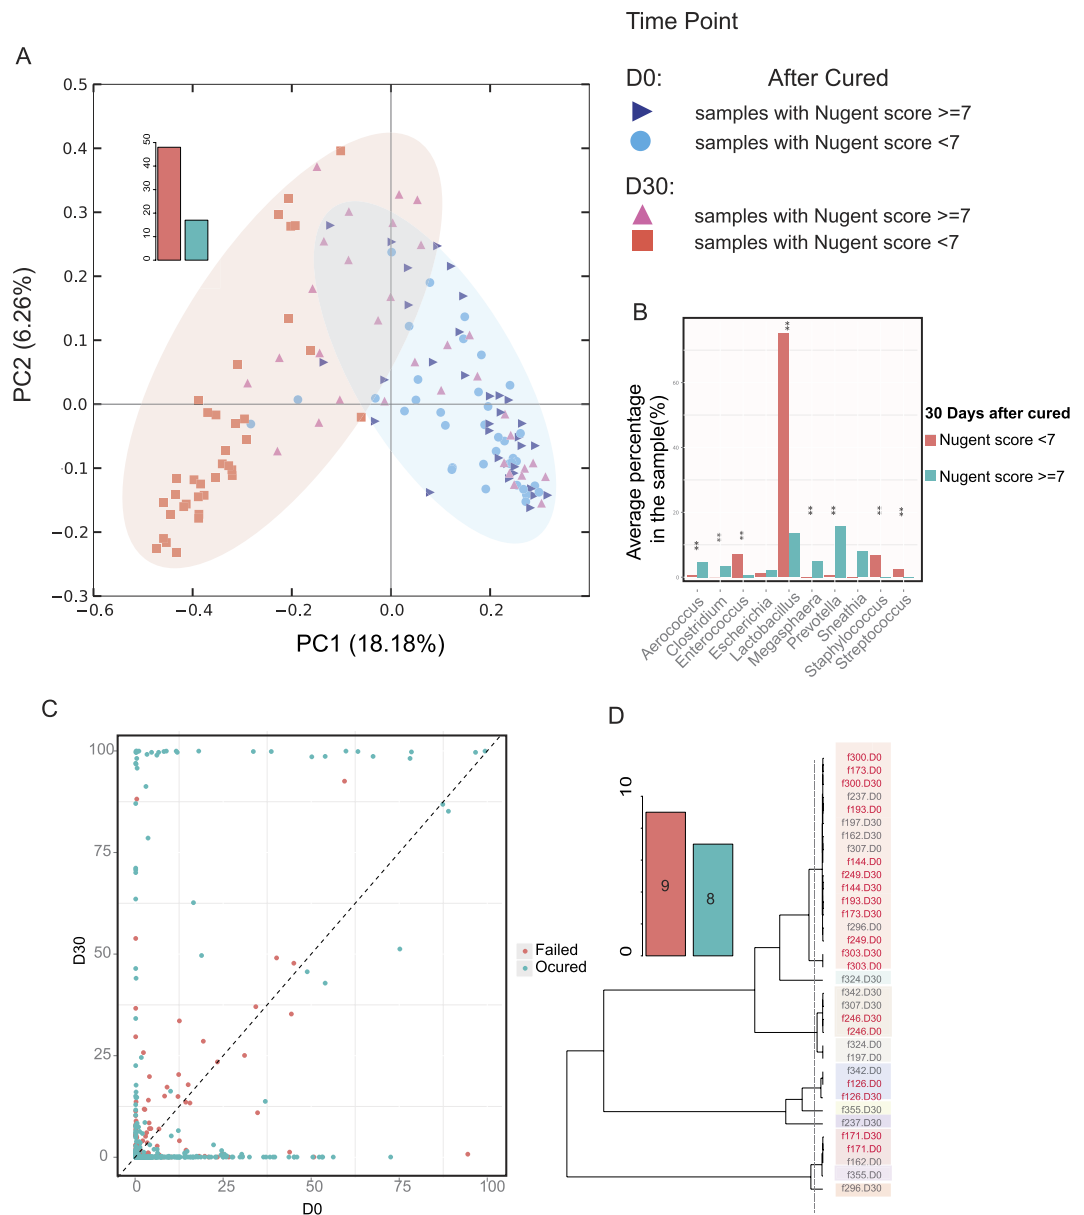 Time Point
A
D0: After Cured
samples with Nugent score >=7
samples with Nugent score <7
D30:
samples with Nugent score >=7
samples with Nugent score <7
0.5
0.4
0.3
0.2
0.1
0.0
−0.1
−0.2
−0.3
PC2 (6.26%)
50
40
30
20
10
0
−0.6
−0.4
−0.2
0.0
0.2
PC1 (18.18%)
B
**
**
**
**
**
**
**
**
60
40
20
0
Average percentage
in the sample(%)
30 Days after cured
Nugent score <7
Nugent score >=7
Aerococcus
Clostridium
Enterococcus
Escherichia
Lactobacillus
Megasphaera
Prevotella
Sneathia
Staphylococcus
Streptococcus
C
100
75
50
25
0
D30
0
25
50
75
100
D0
Failed
Ocured
D
10
0
9
8
f300.D0
f173.D0
f300.D30
f237.D0
f193.D0
f197.D30
f162.D30
f307.D0
f144.D0
f249.D30
f144.D30
f193.D30
f173.D30
f296.D0
f249.D0
f303.D30
f303.D0
f324.D30
f342.D30
f307.D30
f246.D30
f246.D0
f324.D0
f197.D0
f342.D0
f126.D0
f126.D30
f355.D30
f237.D30
f171.D30
f171.D0
f162.D0
f355.D0
f296.D30